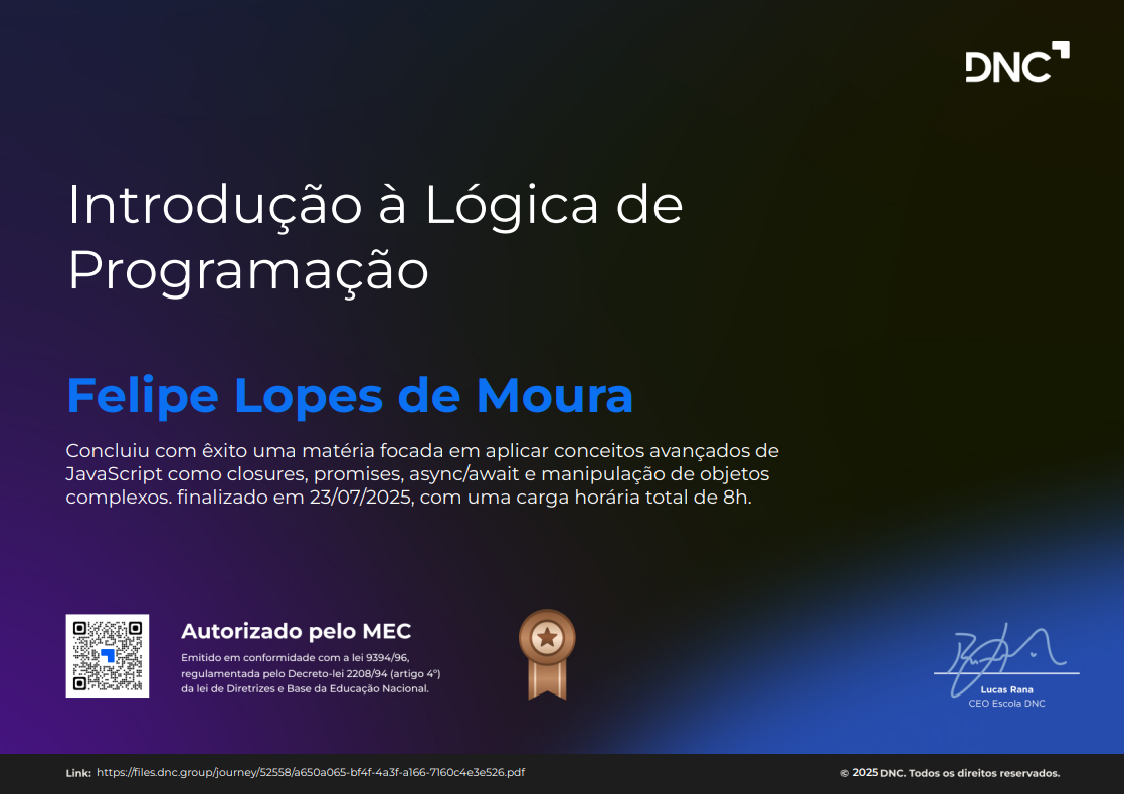 DNC
Introdução à Lógica de
Programação
Felipe Lopes de Moura
Concluiu com êxito uma matéria focada em aplicar conceitos avançados de
JavaScript como closures, promises, async/await e manipulação de objetos
complexos. finalizado em 23/07/2025, com uma carga horária total de 8h.
Autorizado pelo MEC
Emitido em conformidade com a lei 9394/96,
regulamentada pelo Decreto-lei 2208/94 (artigo 4º)
da lei de Diretrizes e Base da Educação Nacional.
Lucas Rana
CEO Escola DNC
Link: https://files.dnc.group/journey/52558/a650a065-bf4f-4a3f-a166-7160c4e3e526.pdf
© 2025 DNC. Todos os direitos reservados.